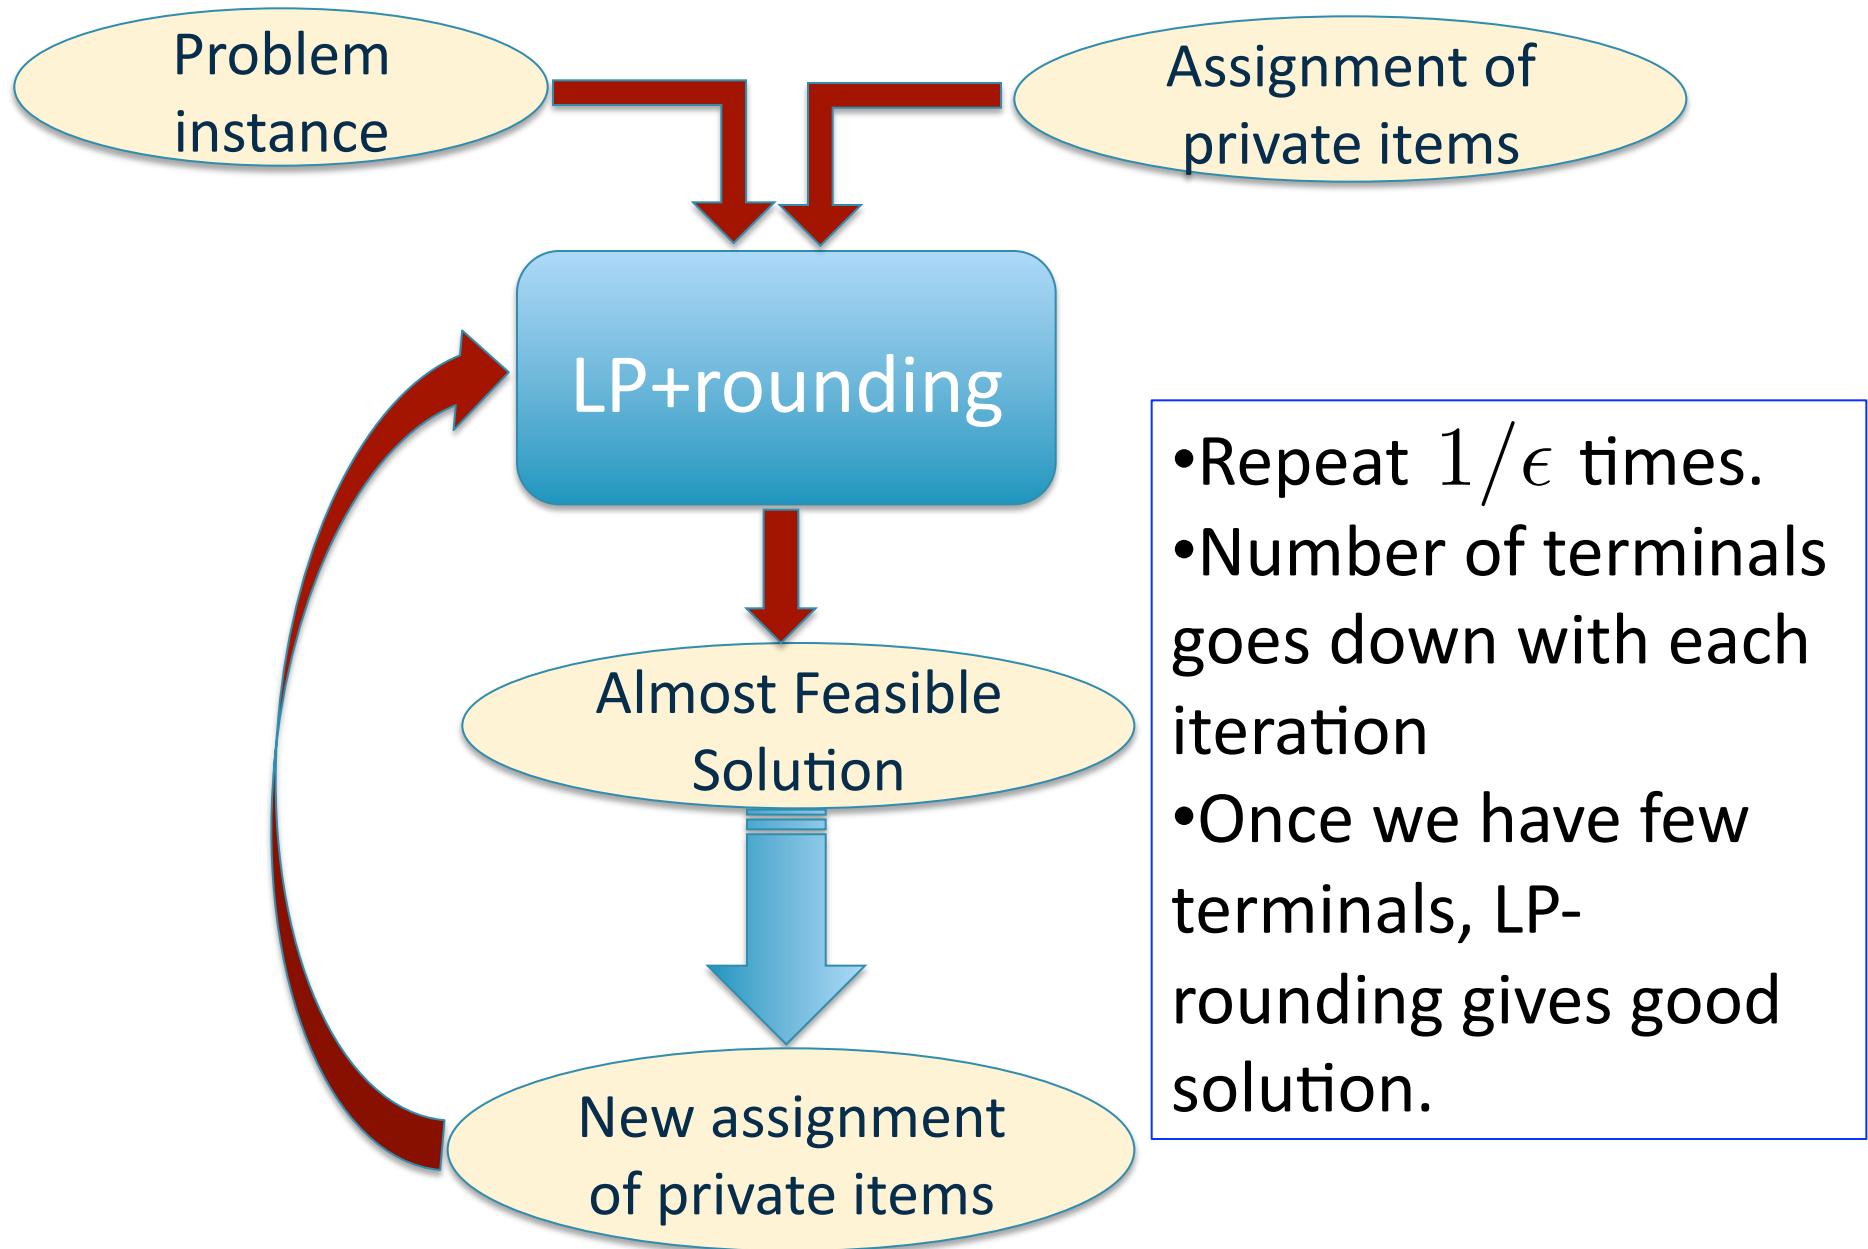 Problem
instance
Assignment of
private items
LP+rounding
Almost Feasible
Solution
New assignment
of private items
•Repeat 1/ϵ times.
•Number of terminals
goes down with each
iteration
•Once we have few
terminals, LP-
rounding gives good
solution.